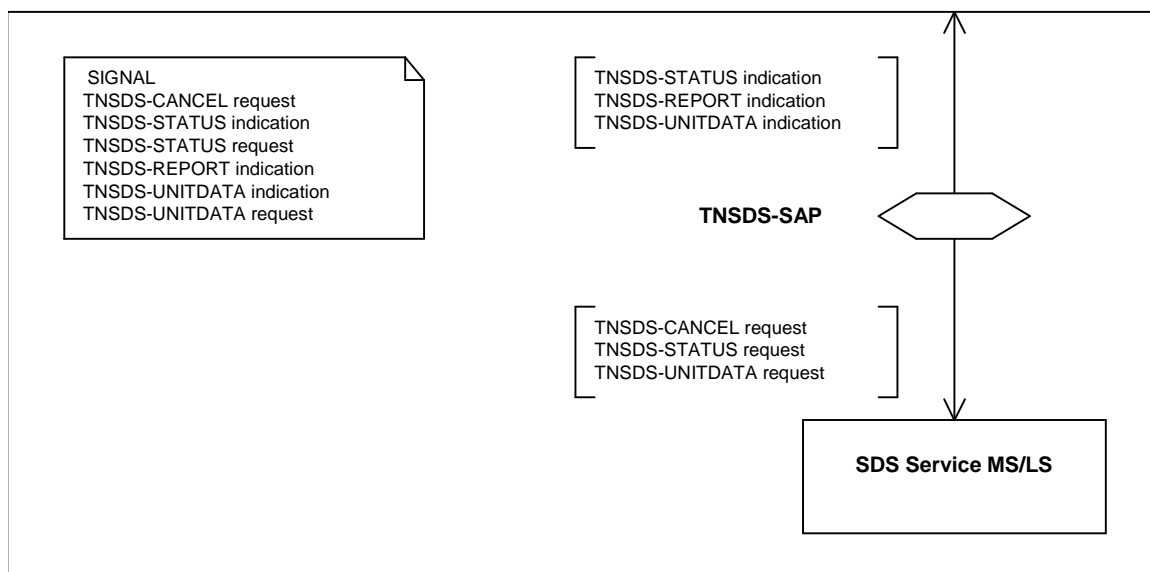 SIGNAL
TNSDS-CANCEL request
TNSDS-STATUS indication
TNSDS-STATUS request
TNSDS-REPORT indication
TNSDS-UNITDATA indication
TNSDS-UNITDATA request
TNSDS-STATUS indication
TNSDS-REPORT indication
TNSDS-UNITDATA indication
TNSDS-SAP
TNSDS-CANCEL request
TNSDS-STATUS request
TNSDS-UNITDATA request
SDS Service MS/LS